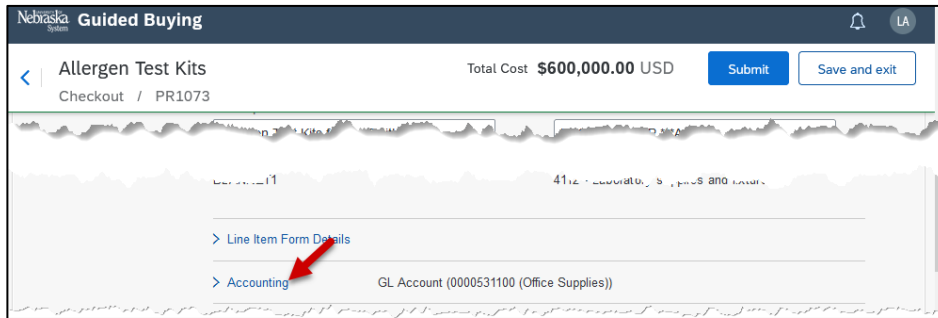 Nebraska System Guided Buying
LA
Allergen Test Kits
Total Cost $600,000.00 USD
Submit
Save and exit
Checkout / PR1073
> Line Item Form Details
> Accounting
GL Account (0000531100 (Office Supplies))